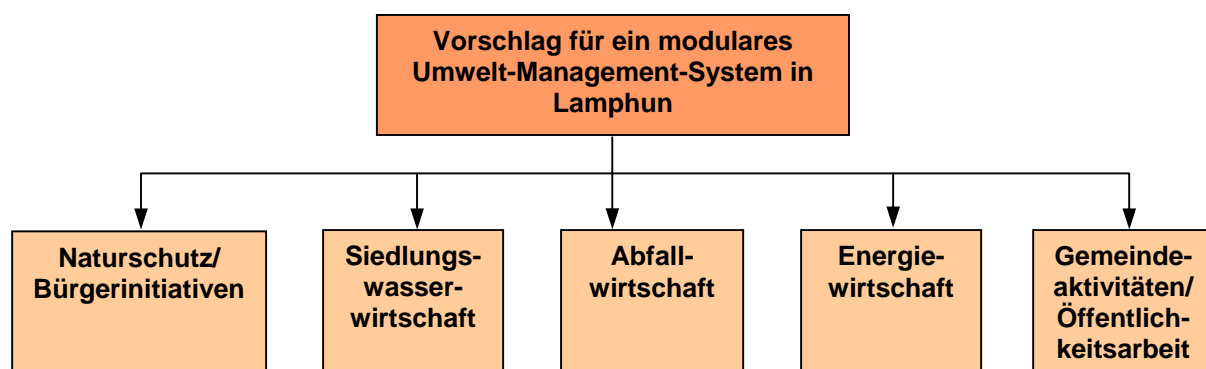 Vorschlag für ein modulares
Umwelt-Management-System in
Lamphun
Naturschutz/
Bürgerinitiativen
Siedlungs-
wasser-
wirtschaft
Abfall-
wirtschaft
Energie-
wirtschaft
Gemeinde-
aktivitäten/
Öffentlich-
keitsarbeit